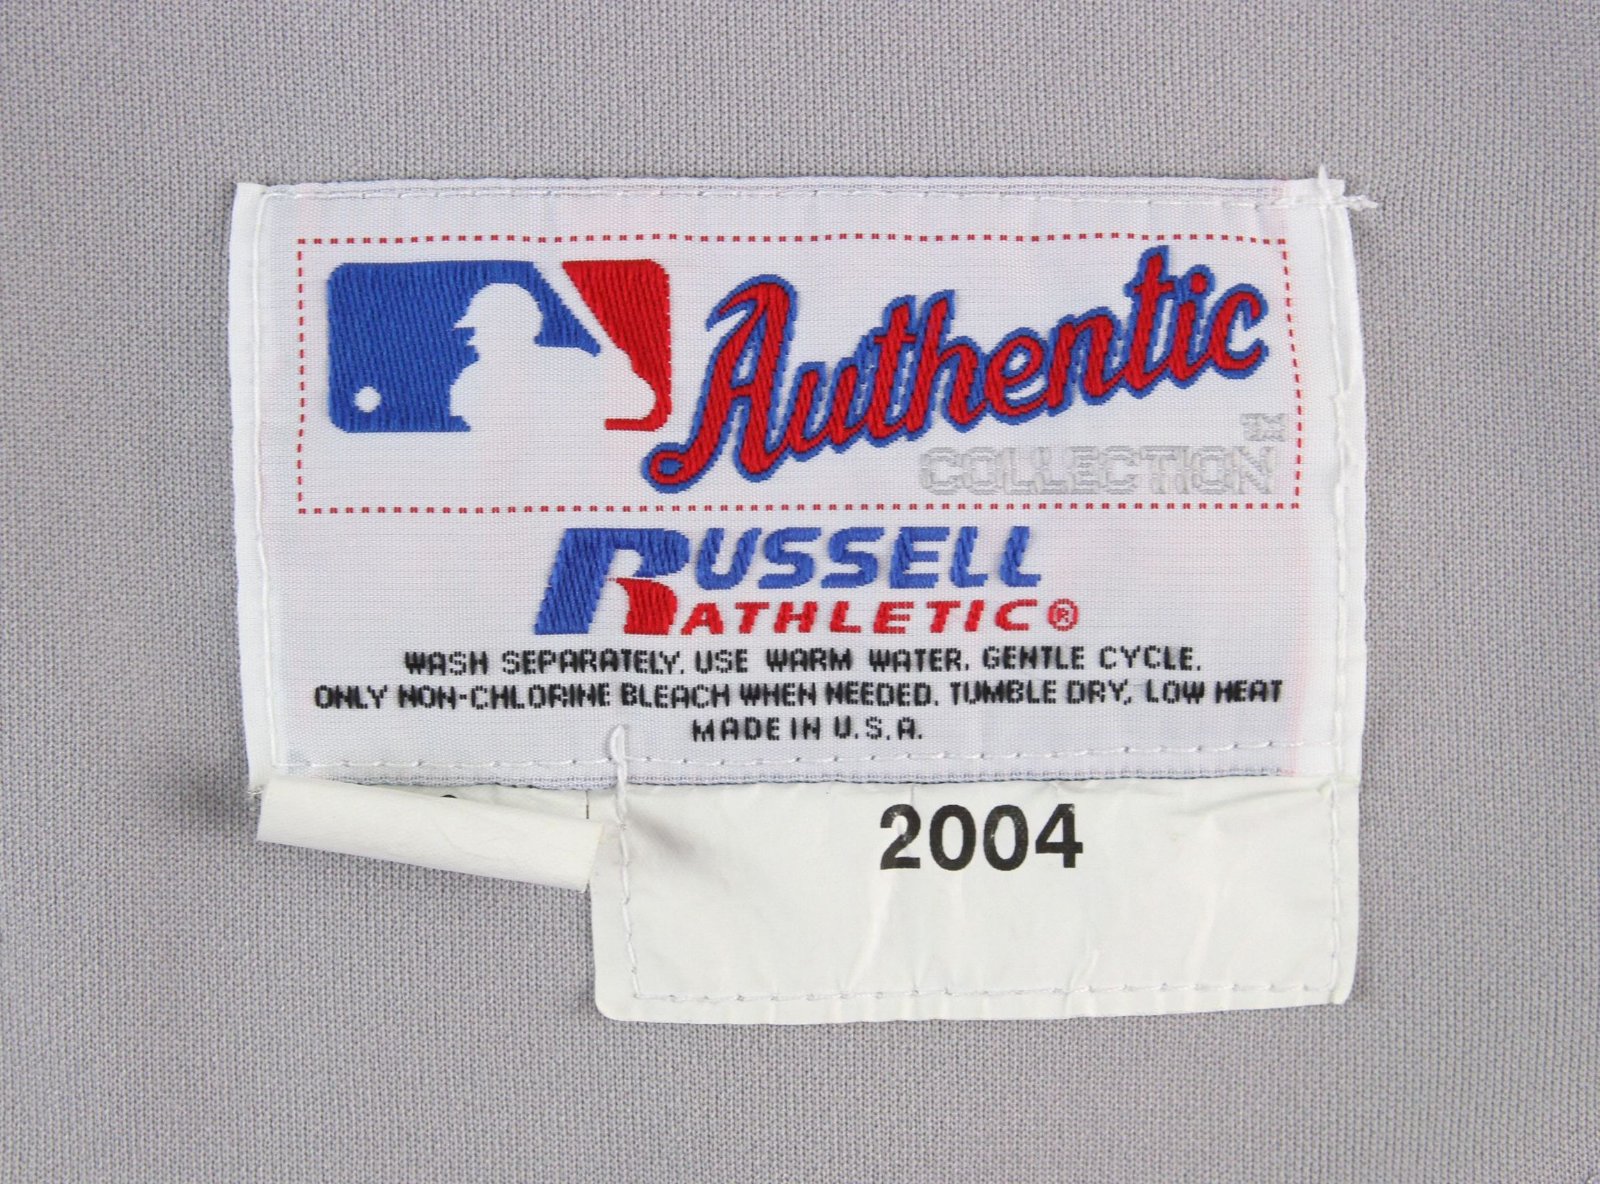 Authentic
COLLECTION™
RUSSELL
ATHLETIC®
WASH SEPARATELY. USE WARM WATER. GENTLE CYCLE.
ONLY NON-CHLORINE BLEACH WHEN NEEDED. TUMBLE DRY, LOW HEAT
MADE IN U.S.A.
2004